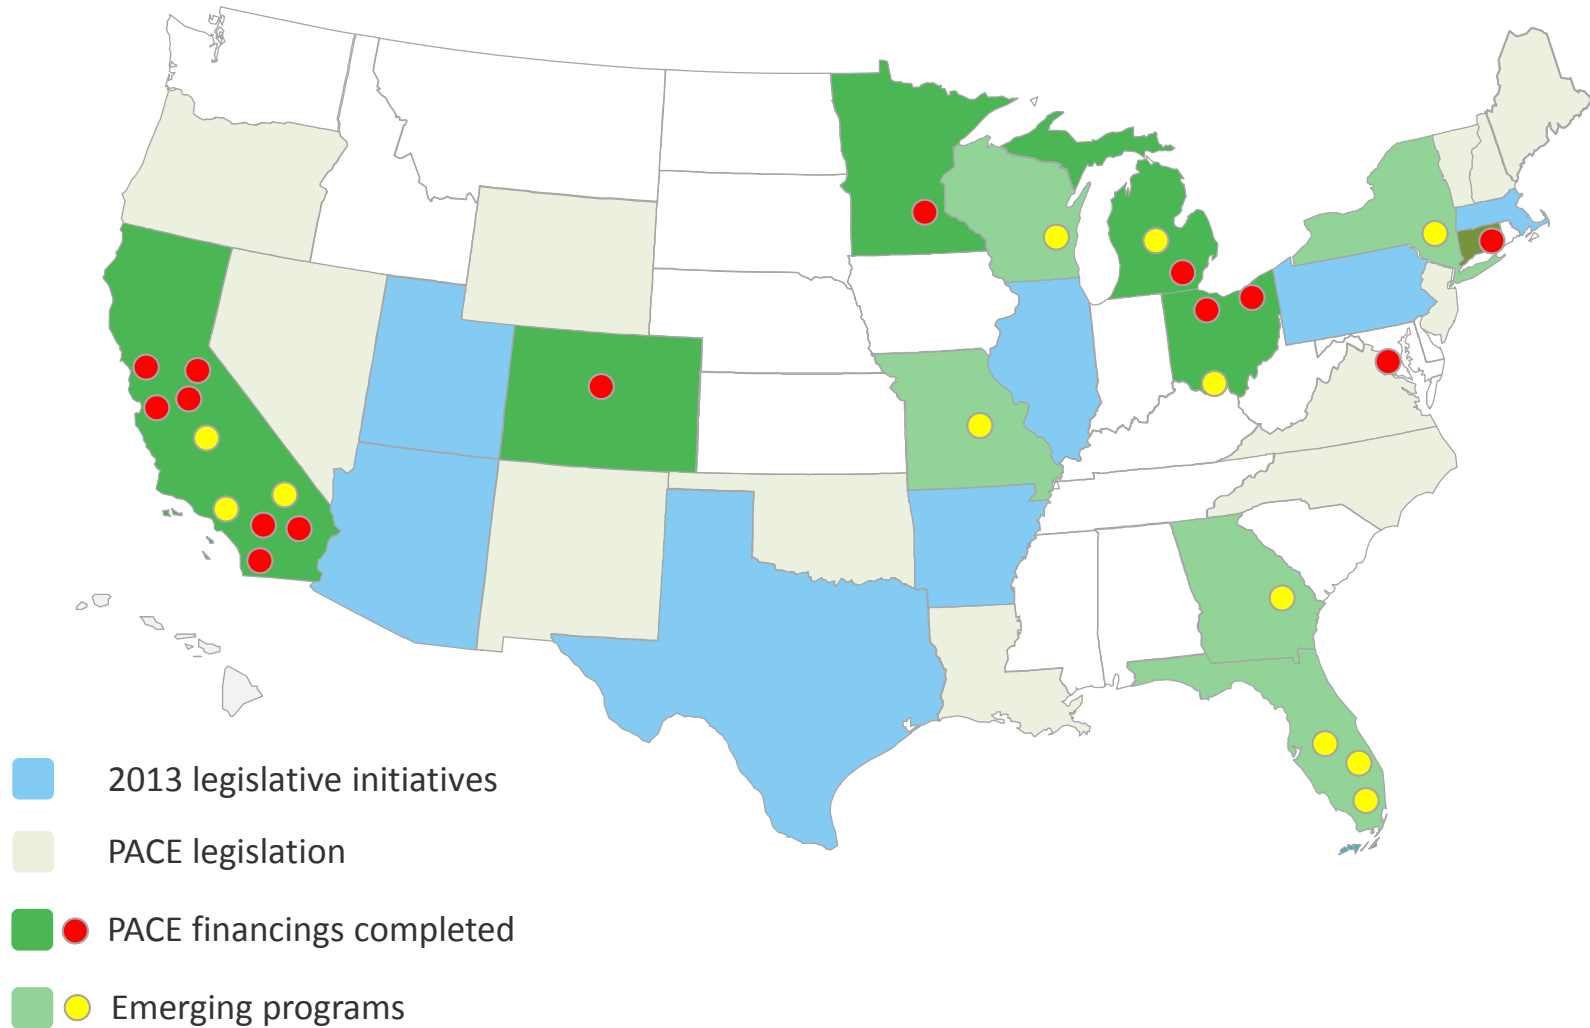 2013 legislative initiatives
PACE legislation
PACE financings completed
Emerging programs